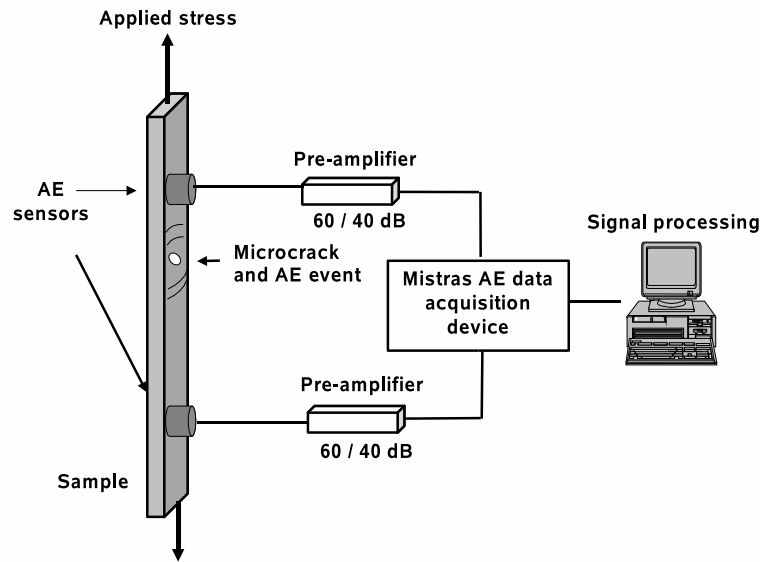 Applied stress
Pre-amplifier
60 / 40 dB
AE
sensors
Signal processing
Microcrack
and AE event
Mistras AE data
acquisition
device
Pre-amplifier
60 / 40 dB
Sample